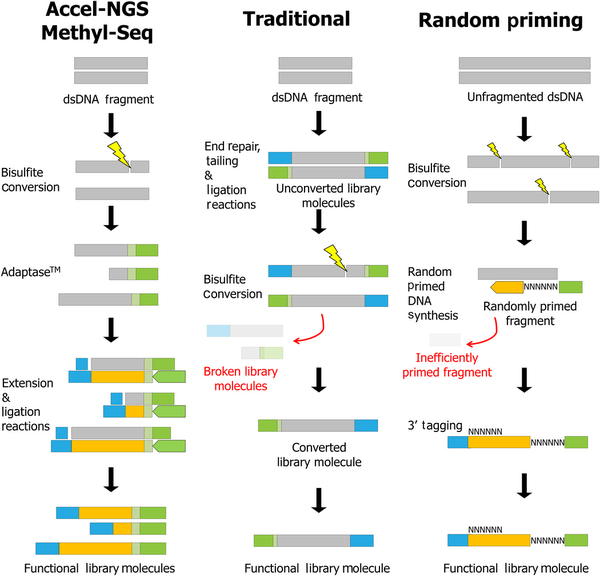 Accel-NGS
Methyl-Seq
dsDNA fragment
Bisulfite
conversion
Adaptase™
Extension
&
ligation
reactions
Functional library molecules
Traditional
dsDNA fragment
End repair,
tailing
&
ligation
reactions
Unconverted library
molecules
Bisulfite
conversion
Broken library
molecules
Converted
library molecule
Functional library molecule
Random priming
Unfragmented dsDNA
Bisulfite
conversion
Random
primed
DNA
synthesis
NNNNNN
Randomly primed
fragment
Inefficiently
primed fragment
3’ tagging
NNNNNN
NNNNNN
NNNNNN
NNNNNN
Functional library molecule